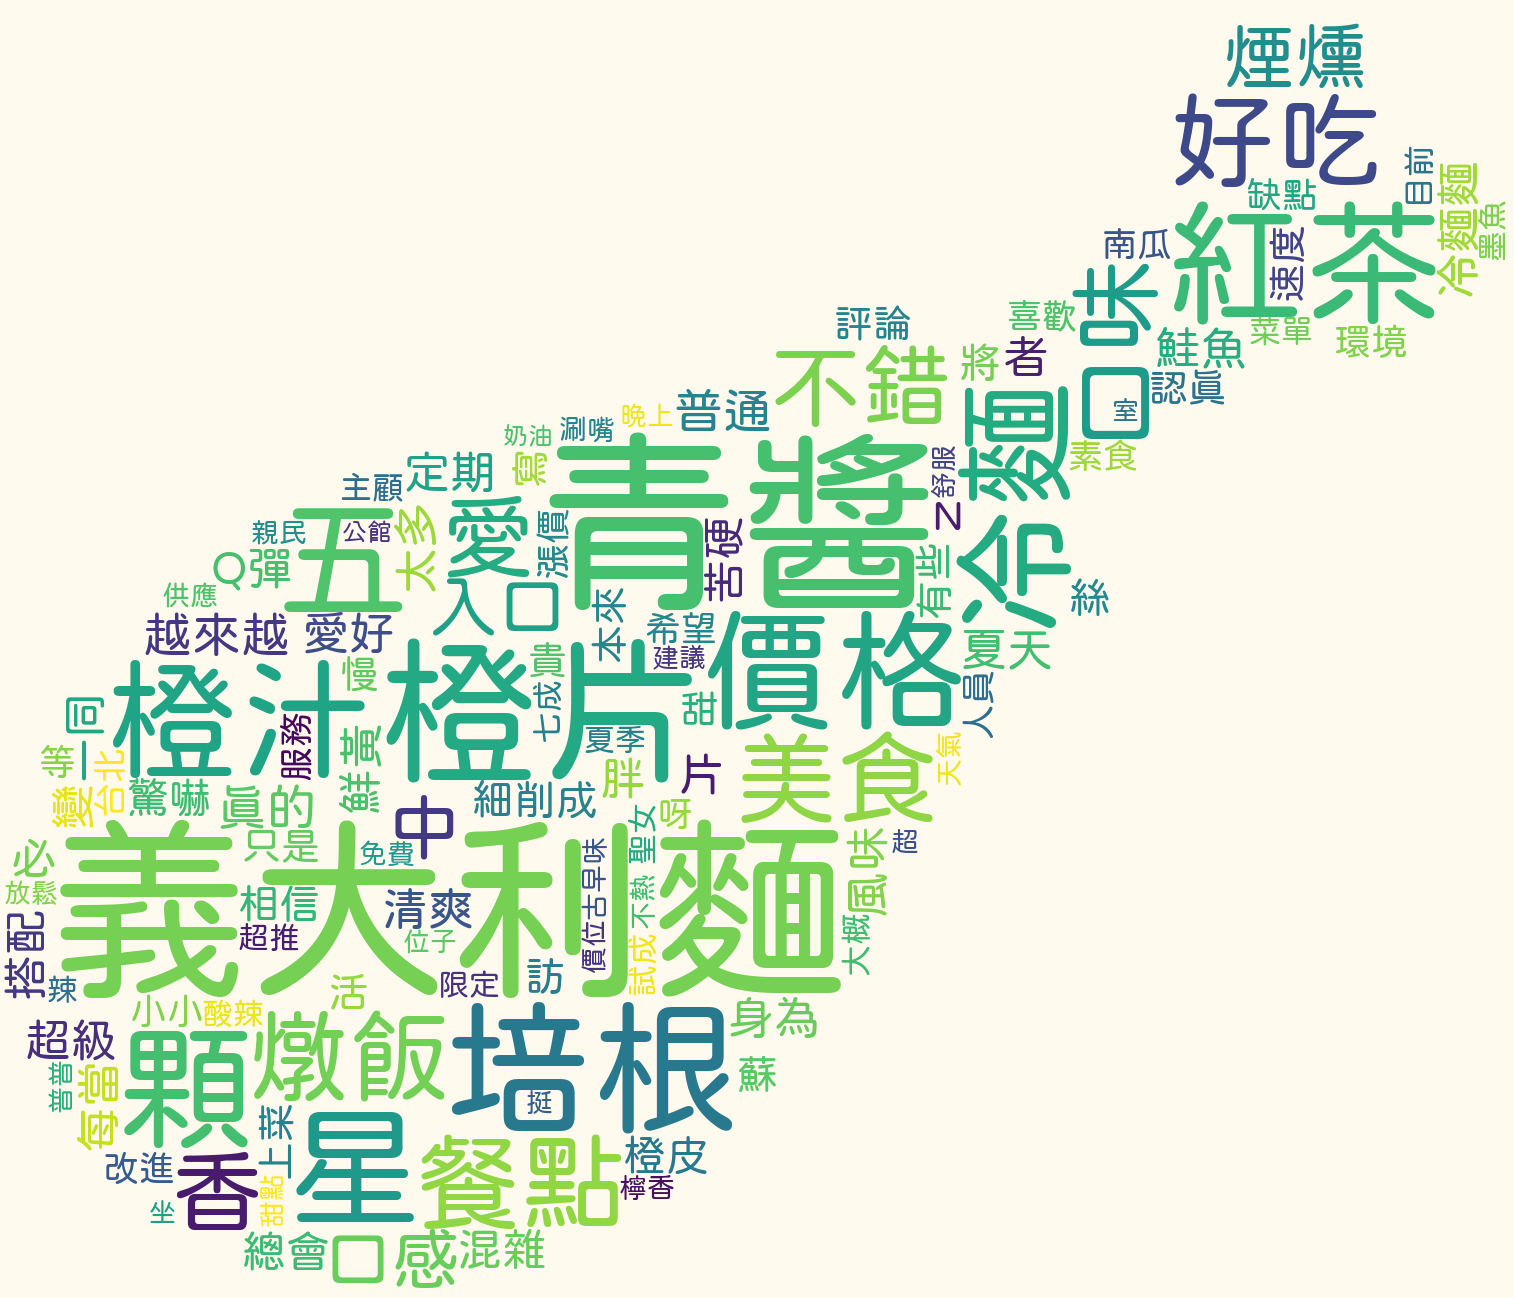 煙燻
好吃
目前
冷麵麵
墨魚
缺點
紅茶
速度
南瓜
口味
菜單
環境
鮭魚
喜歡
評論
者
將
不錯
認真
室
素食
普通
晚上
涮嘴
奶油
寫
青醬
舒服
冷麵
N
定期
主顧
愛
漲價
苦硬
有些
絲
五
公館
親民
太多
Q彈
供應
入口
本來
希望
建議
越來越
愛好
價格
夏天
人員
慢
貴
甜
七成
橙汁
橙片
一同
服務
鮮黃
夏季
等
台北
變
驚嚇
真的
中
細削成
胖
片
美食
天氣
呀
聖女
只是
免費
必
放鬆
義大利麵
價位古早味
不熱
試成
風味
超
大概
相信
超推
清爽
位子
搭配
辣
限定
訪
活
小小
酸辣
超級
顆
燉飯
培根
挺
身為
蘇
普普
每當
上菜
星
餐點
橙皮
檸香
改進
香
甜點
坐
總會
口感
混雜